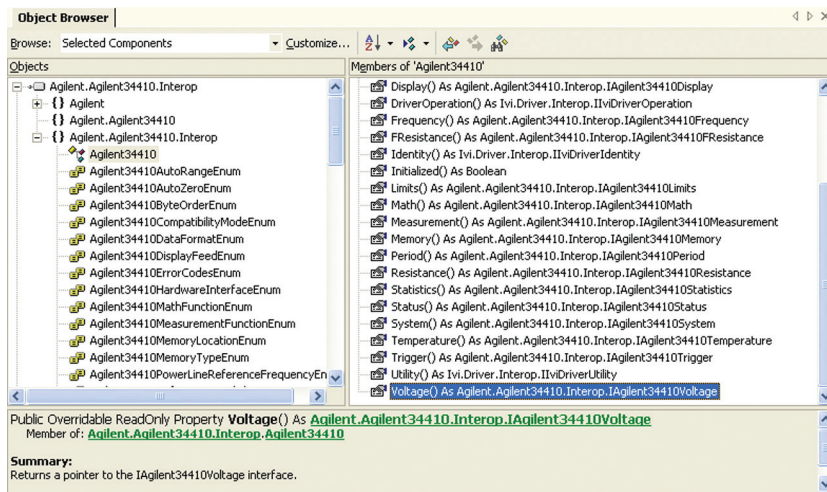 Object Browser
Browse: Selected Components Customize...
Objects
Agilent.Agilent34410.Interop
{} Agilent
{} Agilent.Agilent34410
{} Agilent.Agilent34410.Interop
Agilent34410
Agilent34410AutoRangeEnum
Agilent34410AutoZeroEnum
Agilent34410ByteOrderEnum
Agilent34410CompatibilityModeEnum
Agilent34410DataFormatEnum
Agilent34410DisplayFeedEnum
Agilent34410ErrorCodesEnum
Agilent34410HardwareInterfaceEnum
Agilent34410MathFunctionEnum
Agilent34410MeasurementFunctionEnum
Agilent34410MemoryLocationEnum
Agilent34410MemoryTypeEnum
Agilent34410PowerLineReferenceFrequencyEn
Members of 'Agilent34410'
Display() As Agilent.Agilent34410.Interop.IAgilent34410Display
DriverOperation() As Ivi.Driver.Interop.IIviDriverOperation
Frequency() As Agilent.Agilent34410.Interop.IAgilent34410Frequency
FResistance() As Agilent.Agilent34410.Interop.IAgilent34410FResistance
Identity() As Ivi.Driver.Interop.IIviDriverIdentity
Initialized() As Boolean
Limits() As Agilent.Agilent34410.Interop.IAgilent34410Limits
Math() As Agilent.Agilent34410.Interop.IAgilent34410Math
Measurement() As Agilent.Agilent34410.Interop.IAgilent34410Measurement
Memory() As Agilent.Agilent34410.Interop.IAgilent34410Memory
Period() As Agilent.Agilent34410.Interop.IAgilent34410Period
Resistance() As Agilent.Agilent34410.Interop.IAgilent34410Resistance
Statistics() As Agilent.Agilent34410.Interop.IAgilent34410Statistics
Status() As Agilent.Agilent34410.Interop.IAgilent34410Status
System() As Agilent.Agilent34410.Interop.IAgilent34410System
Temperature() As Agilent.Agilent34410.Interop.IAgilent34410Temperature
Trigger() As Agilent.Agilent34410.Interop.IAgilent34410Trigger
Utility() As Ivi.Driver.Interop.IIviDriverUtility
Voltage() As Agilent.Agilent34410.Interop.IAgilent34410Voltage
Public Overridable ReadOnly Property Voltage() As Agilent.Agilent34410.Interop.IAgilent34410Voltage
Member of: Agilent.Agilent34410.Interop.Agilent34410
Summary:
Returns a pointer to the IAgilent34410Voltage interface.